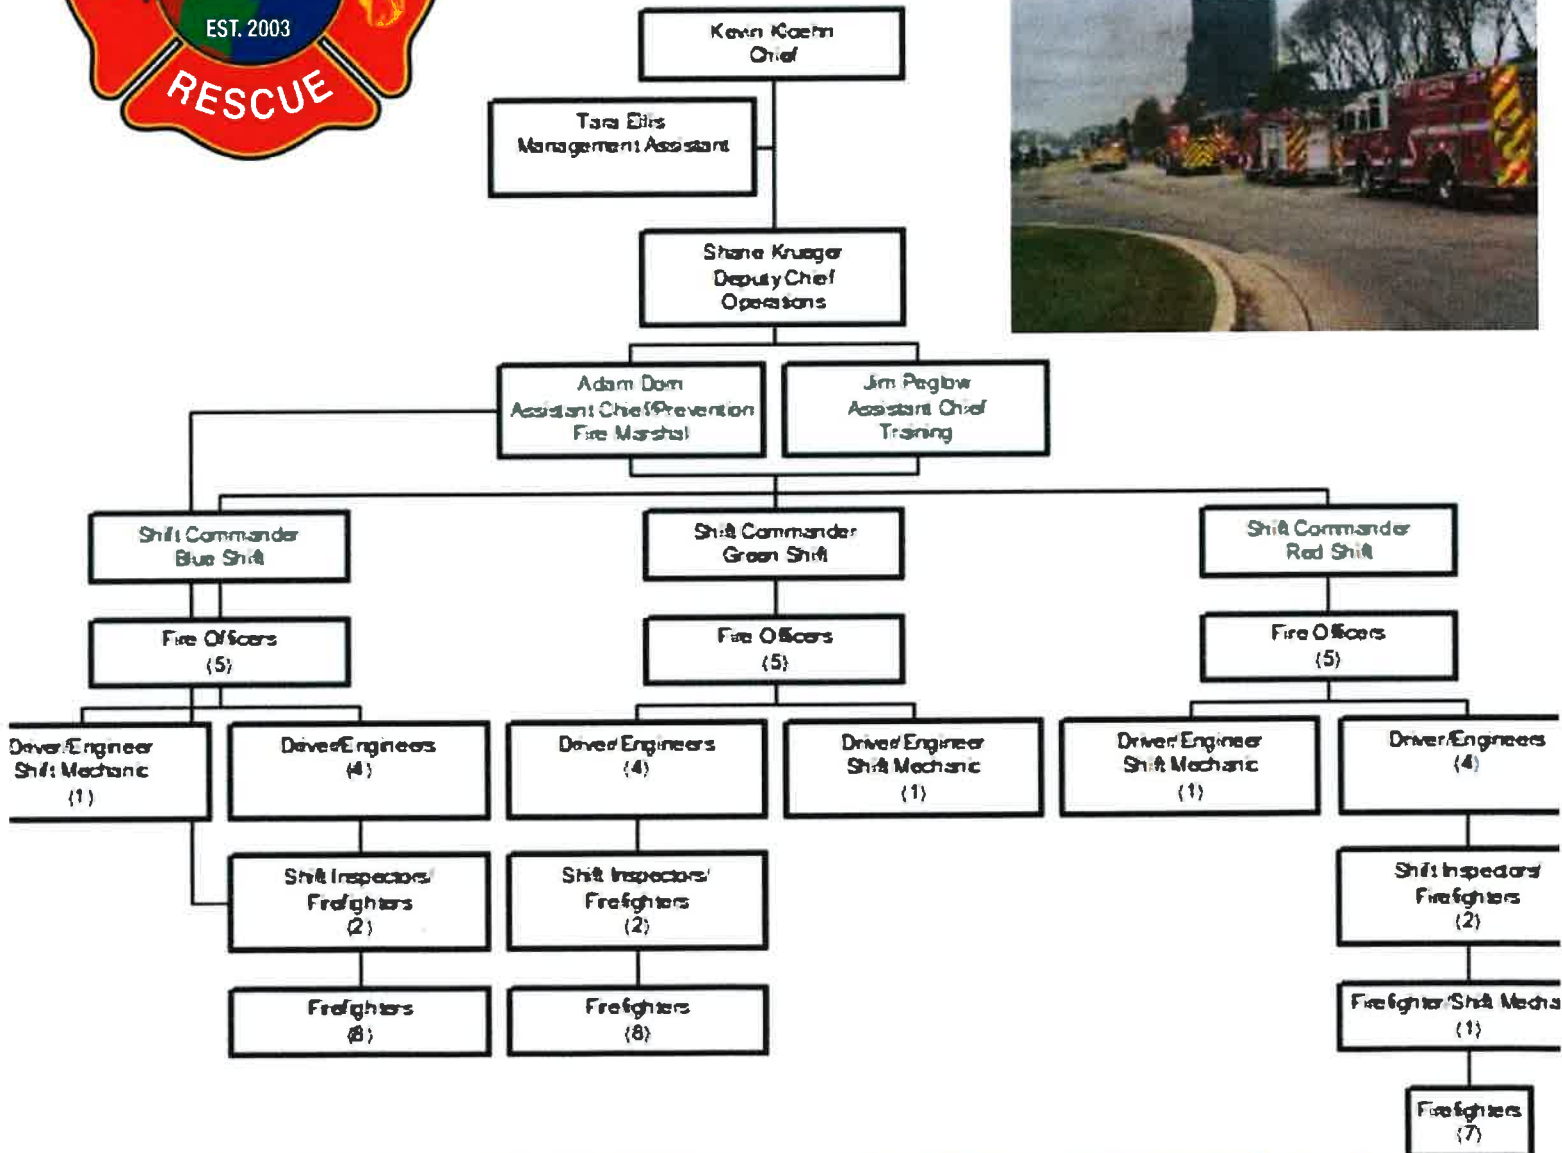 EST. 2003
RESCUE
Kevin Kloehn
Chief
Tara Ellis
Management Assistant
Shane Krueger
Deputy Chief
Operations
Adam Dorn
Assistant Chief/Prevention
Fire Marshal
Jim Peglow
Assistant Chief
Training
Shift Commander
Blue Shift
Shift Commander
Green Shift
Shift Commander
Red Shift
Fire Officers
(5)
Fire Officers
(5)
Fire Officers
(5)
Driver/Engineer
Shift Mechanic
(1)
Driver/Engineers
(4)
Driver/Engineers
(4)
Driver/Engineer
Shift Mechanic
(1)
Driver/Engineer
Shift Mechanic
(1)
Driver/Engineers
(4)
Shift Inspectors/
Firefighters
(2)
Shift Inspectors/
Firefighters
(2)
Shift Inspectors/
Firefighters
(2)
Firefighters
(8)
Firefighters
(8)
Firefighter/Shift Mecha
(1)
Firefighters
(7)